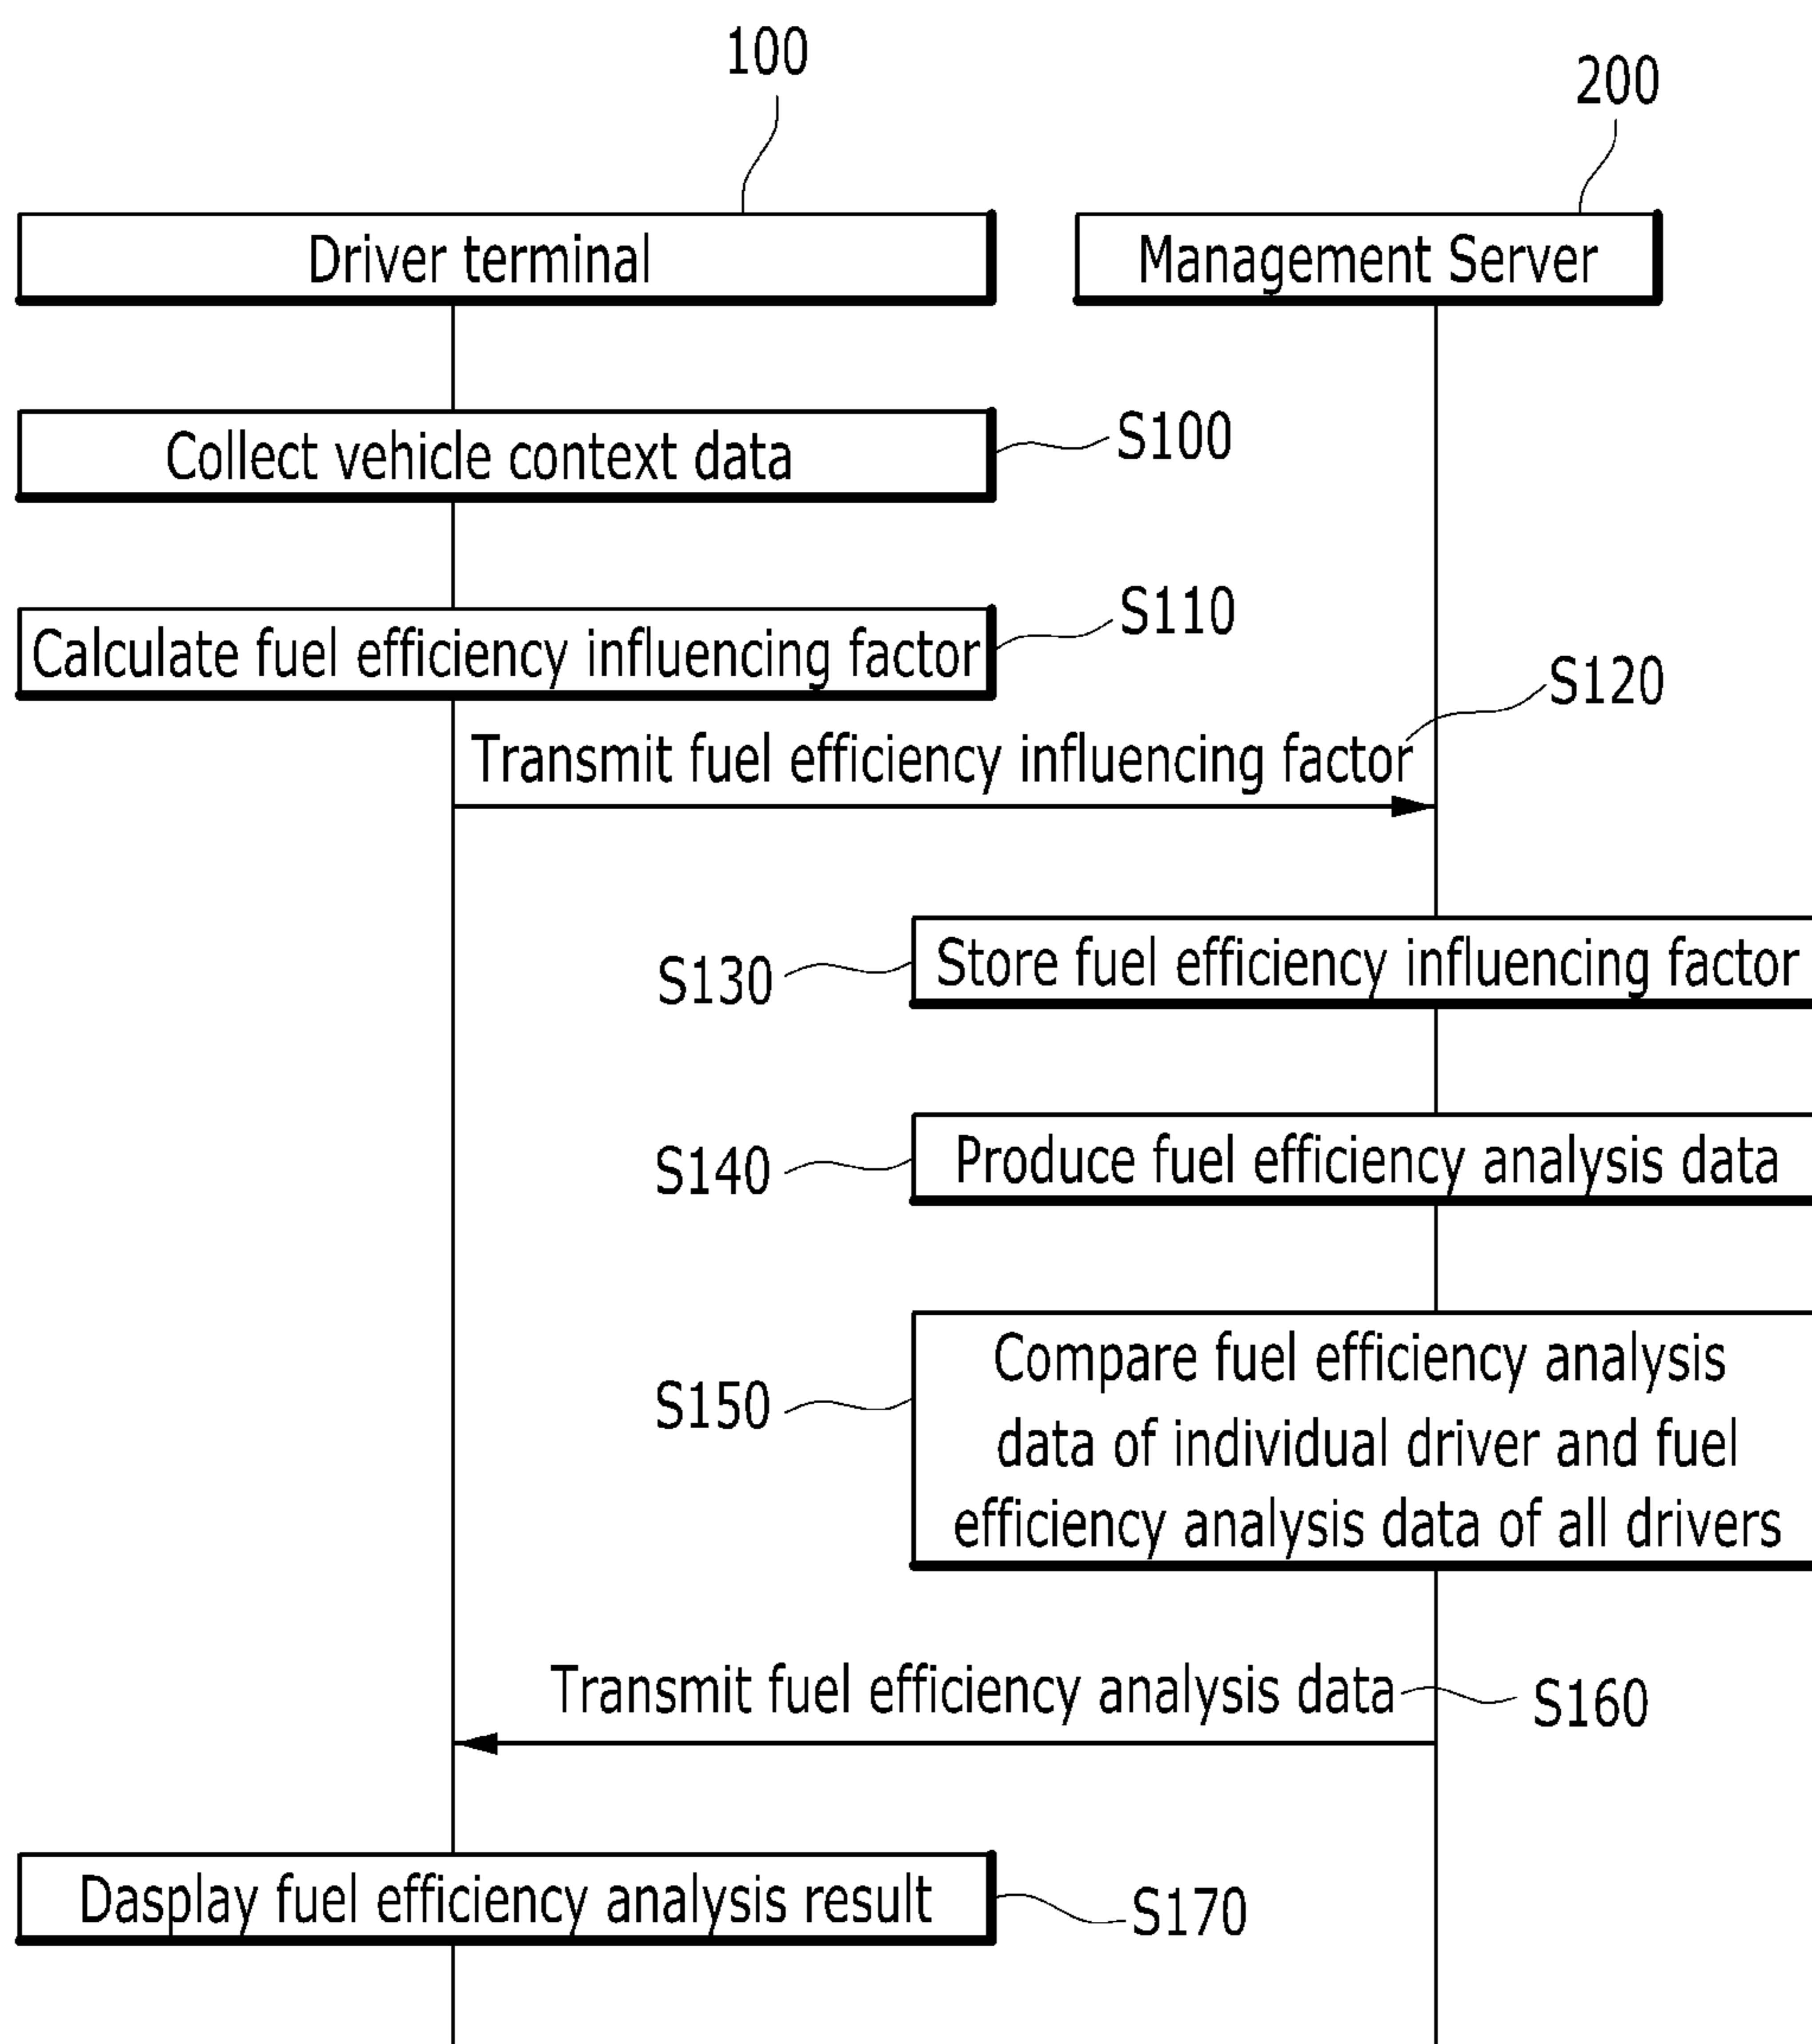 100
200
Driver terminal
Management Server
Collect vehicle context data
S100
Calculate fuel efficiency influencing factor
S110
S120
Transmit fuel efficiency influencing factor
S130
Store fuel efficiency influencing factor
S140
Produce fuel efficiency analysis data
S150
Compare fuel efficiency analysis
data of individual driver and fuel
efficiency analysis data of all drivers
Transmit fuel efficiency analysis data
S160
Dasplay fuel efficiency analysis result
S170